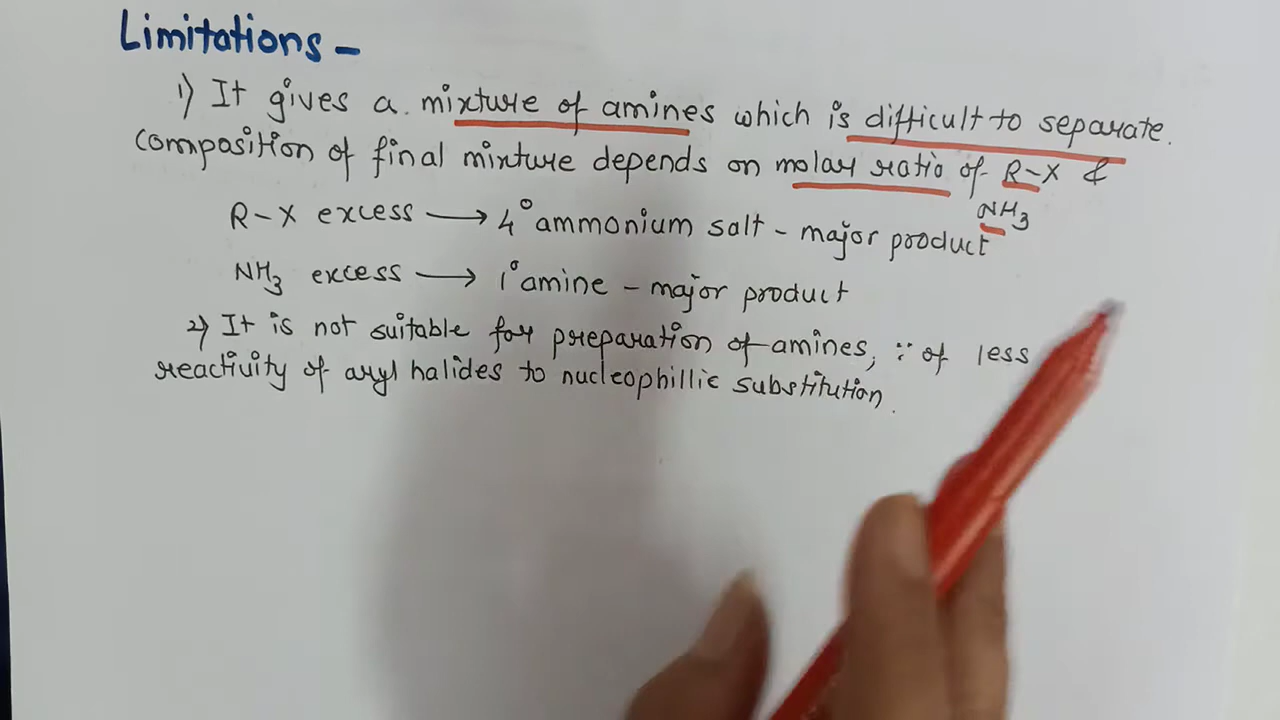 Limitations -
1) It gives a mixture of amines which is difficult to separate.
composition of final mixture depends on molar ratio of R-X &
NH3
R-X excess → 4° ammonium salt - major product
NH3 excess → 1° amine - major product
2) It is not suitable for preparation of amines, ∵ of less
reactivity of aryl halides to nucleophillic substitution.